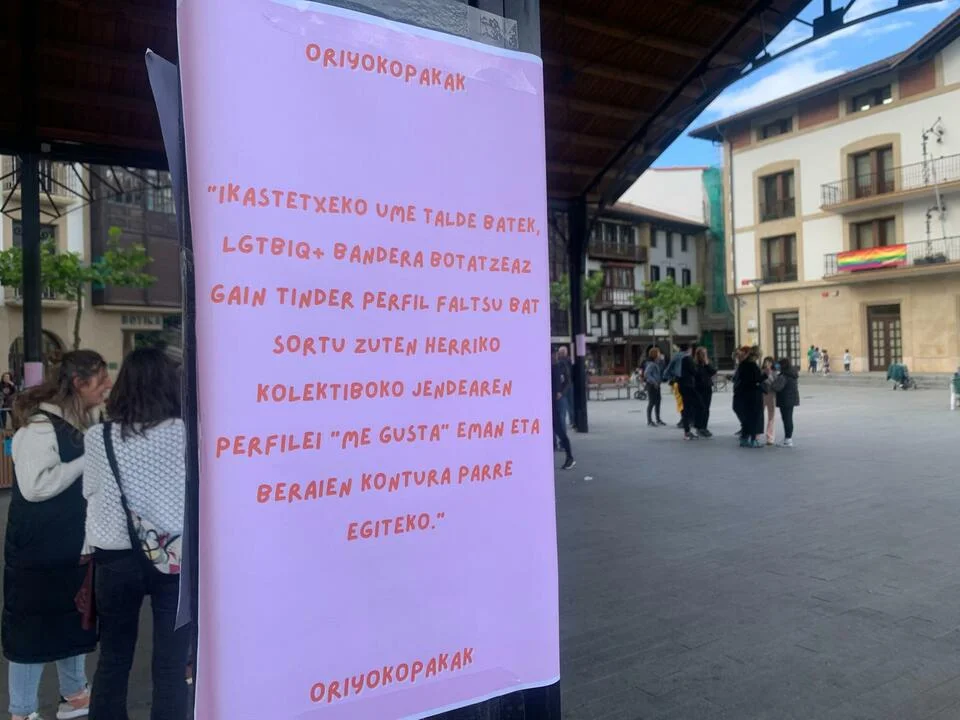 ORIYOKOPAKAK
"IKASTETXEKO UME TALDE BATEK,
LGTBIQ+ BANDERA BOTATZEAZ
GAIN TINDER PERFIL FALTSU BAT
SORTU ZUTEN HERRIKO
KOLEKTIBOKO JENDEAREN
PERFILEI "ME GUSTA" EMAN ETA
BERAIEN KONTURA PARRE
EGITEKO."
ORIYOKOPAKAK